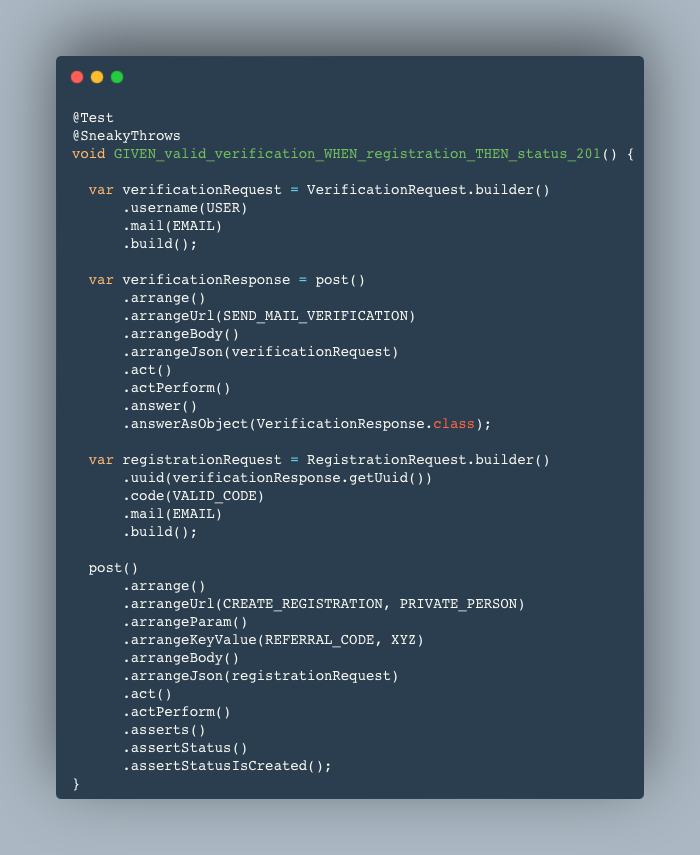 @Test
@SneakyThrows
void GIVEN_valid_verification_WHEN_registration_THEN_status_201() {

  var verificationRequest = VerificationRequest.builder()
      .username(USER)
      .mail(EMAIL)
      .build();

  var verificationResponse = post()
      .arrange()
      .arrangeUrl(SEND_MAIL_VERIFICATION)
      .arrangeBody()
      .arrangeJson(verificationRequest)
      .act()
      .actPerform()
      .answer()
      .answerAsObject(VerificationResponse.class);

  var registrationRequest = RegistrationRequest.builder()
      .uuid(verificationResponse.getUuid())
      .code(VALID_CODE)
      .mail(EMAIL)
      .build();

  post()
      .arrange()
      .arrangeUrl(CREATE_REGISTRATION, PRIVATE_PERSON)
      .arrangeParam()
      .arrangeKeyValue(REFERRAL_CODE, XYZ)
      .arrangeBody()
      .arrangeJson(registrationRequest)
      .act()
      .actPerform()
      .asserts()
      .assertStatus()
      .assertStatusIsCreated();
}